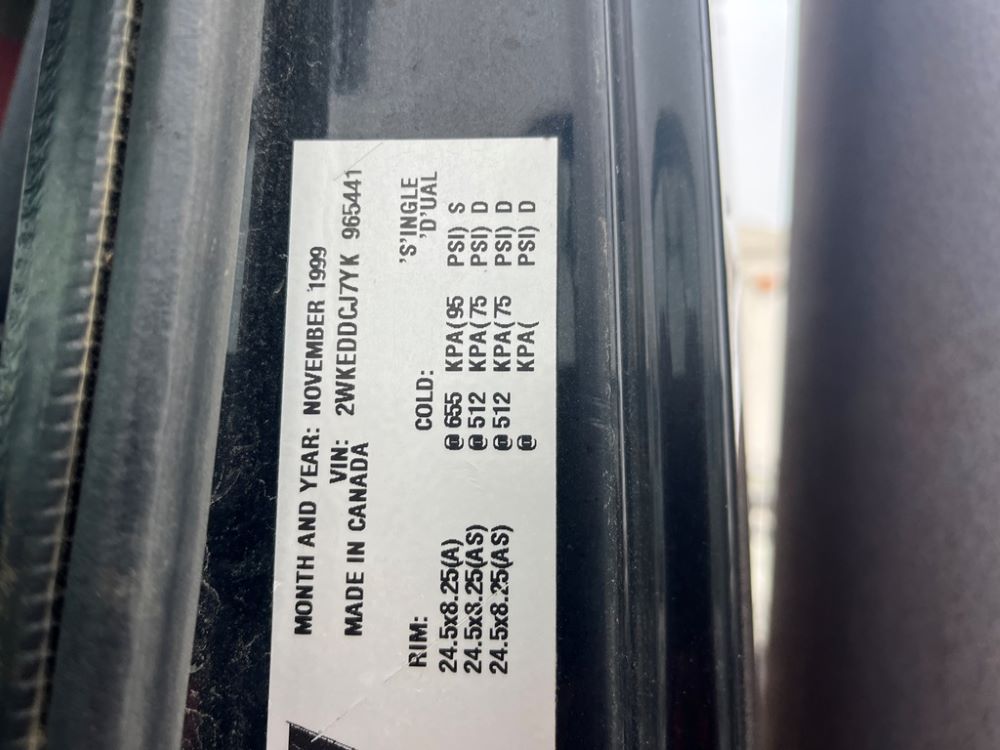 MONTH AND YEAR: NOVEMBER 1999
VIN: 2WKEDDCJ7YK 965441
MADE IN CANADA
'S'INGLE
RIM: COLD: 'D'UAL
24.5x8.25(A) @ 655 KPA(95 PSI) S
24.5x8.25(AS) @ 512 KPA(75 PSI) D
24.5x8.25(AS) @ 512 KPA(75 PSI) D
@ KPA( PSI) D